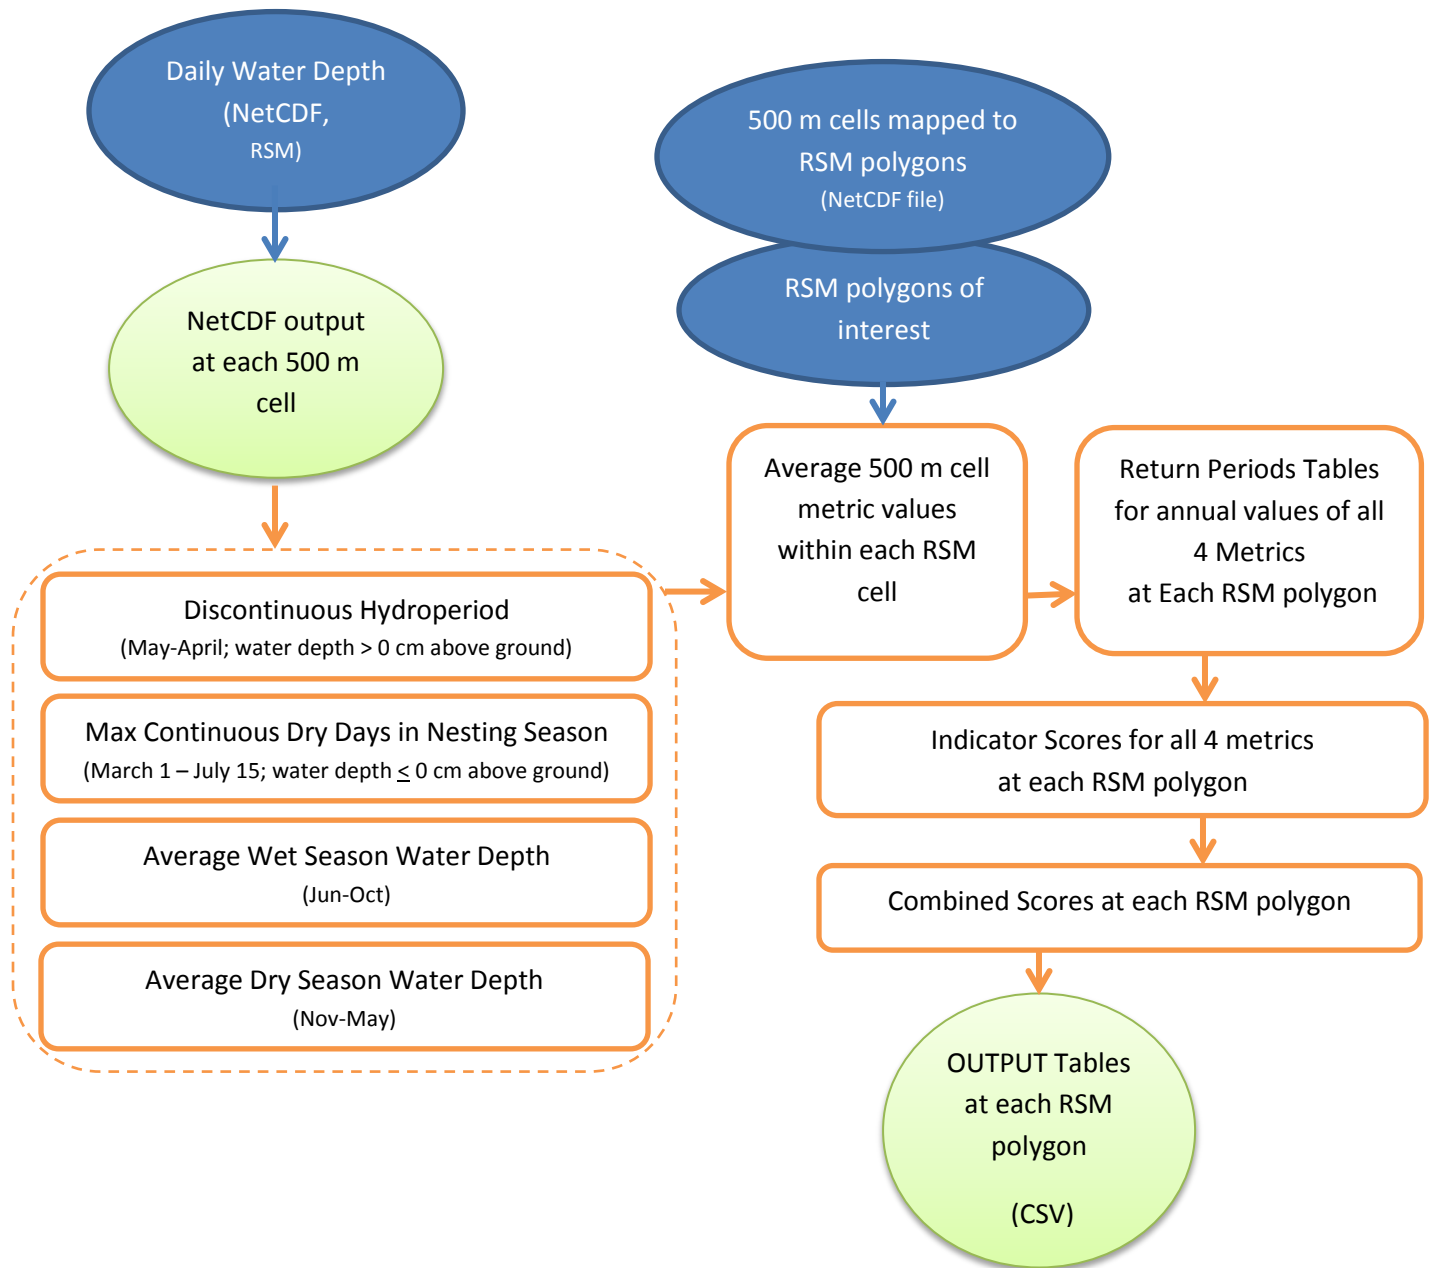 Daily Water Depth
(NetCDF,
RSM)
500 m cells mapped to
RSM polygons
(NetCDF file)
RSM polygons of
interest
NetCDF output
at each 500 m
cell
Average 500 m cell
metric values
within each RSM
cell
Return Periods Tables
for annual values of all
4 Metrics
at Each RSM polygon
Discontinuous Hydroperiod
(May-April; water depth > 0 cm above ground)
Max Continuous Dry Days in Nesting Season
(March 1 – July 15; water depth ≤ 0 cm above ground)
Average Wet Season Water Depth
(Jun-Oct)
Average Dry Season Water Depth
(Nov-May)
Indicator Scores for all 4 metrics
at each RSM polygon
Combined Scores at each RSM polygon
OUTPUT Tables
at each RSM
polygon
(CSV)